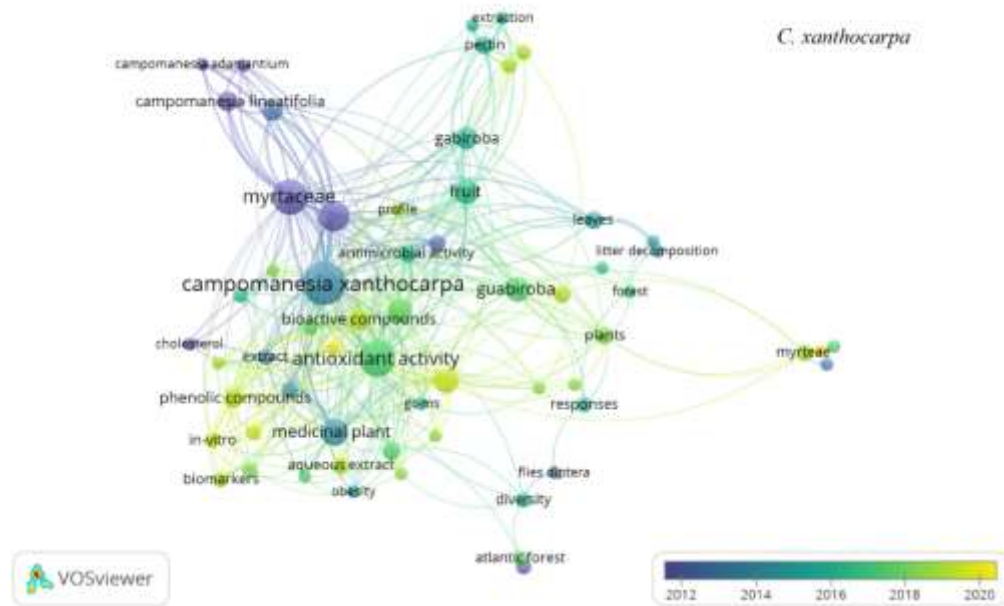 extraction
C. xanthocarpa
pectin
campomanesia adamantium
campomanesia lineatifolia
gabiroba
myrtaceae
fruit
profile
leaves
antimicrobial activity
litter decomposition
campomanesia xanthocarpa
guabiroba
forest
bioactive compounds
plants
cholesterol
extract
antioxidant activity
myrteae
phenolic compounds
responses
medicinal plant
in-vitro
aqueous extract
flies diptera
biomarkers
obesity
diversity
atlantic forest
VOSviewer
2012 2014 2016 2018 2020